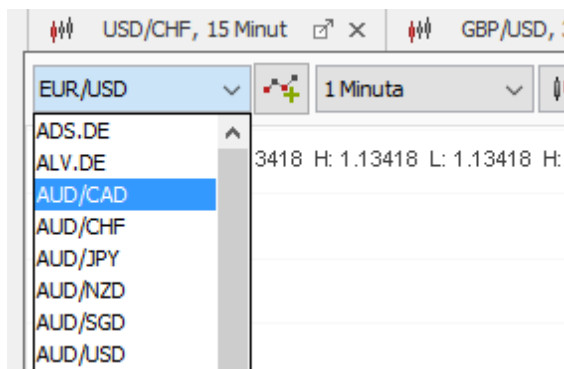 USD/CHF, 15 Minut GBP/USD,
EUR/USD 1 Minuta
ADS.DE
ALV.DE 3418 H: 1.13418 L: 1.13418 H:
AUD/CAD
AUD/CHF
AUD/JPY
AUD/NZD
AUD/SGD
AUD/USD